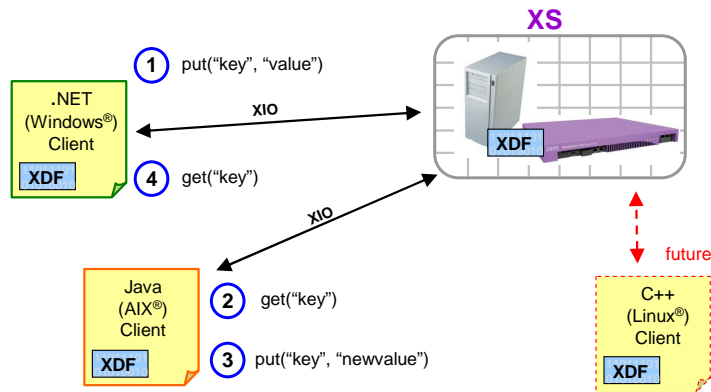 XS
1 put(“key”, “value”)
.NET
(Windows®)
Client
XDF
XIO
XDF
4 get(“key”)
XIO
future
Java
(AIX®)
Client
XDF
2 get(“key”)
3 put(“key”, “newvalue”)
C++
(Linux®)
Client
XDF